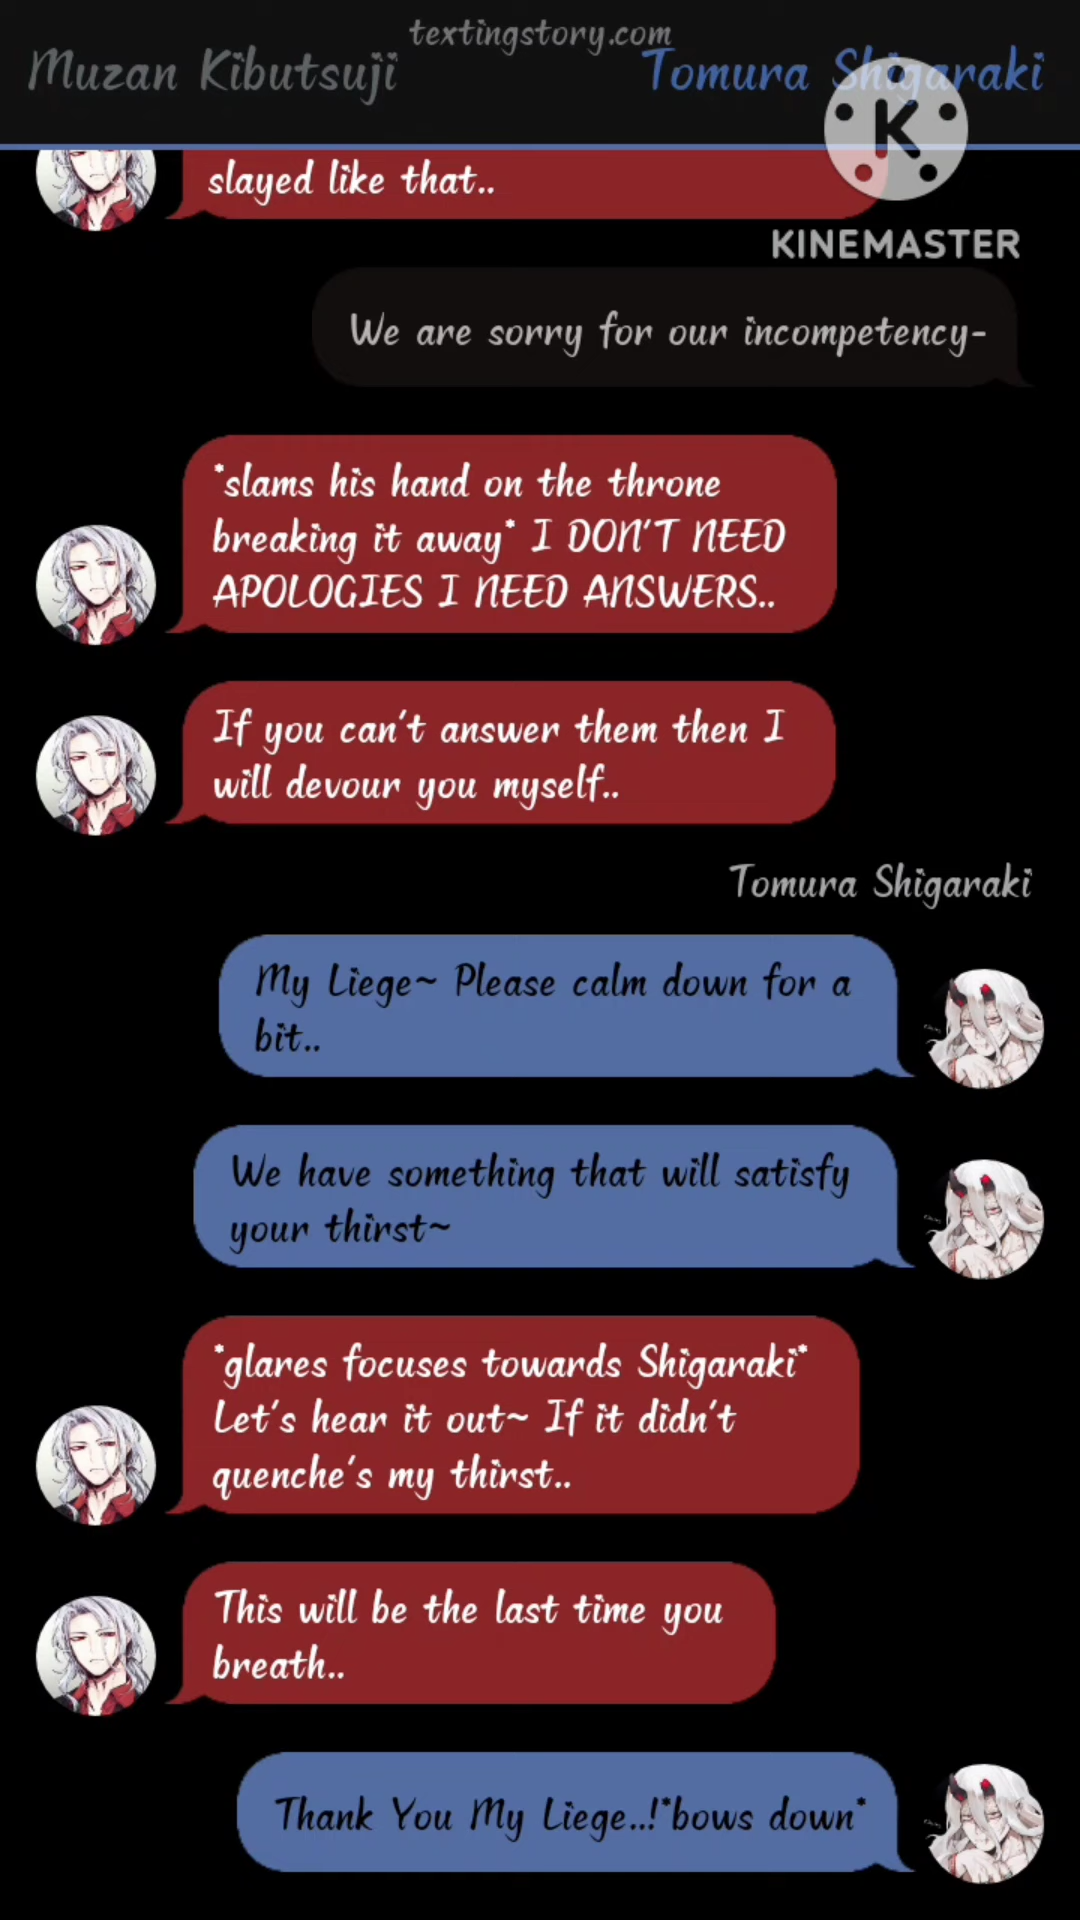 textingstory.com
Muzan Kibutsuji
Tomura Shigaraki
K
KINEMASTER
slayed like that..
We are sorry for our incompetency-
*slams his hand on the throne
breaking it away* I DON'T NEED
APOLOGIES I NEED ANSWERS..
If you can't answer them then I
will devour you myself..
Tomura Shigaraki
My Liege~ Please calm down for a
bit..
We have something that will satisfy
your thirst~
*glares focuses towards Shigaraki*
Let's hear it out~ If it didn't
quenche's my thirst..
This will be the last time you
breath..
Thank You My Liege..!*bows down*